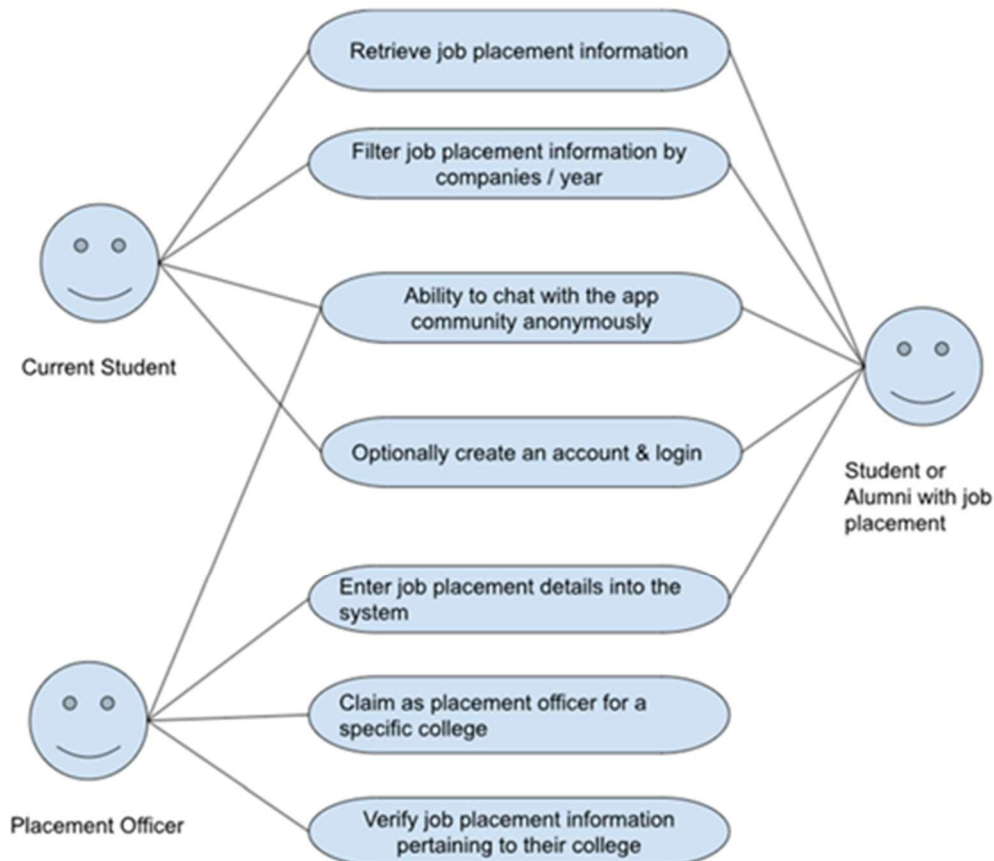 Retrieve job placement information
Filter job placement information by
companies / year
Ability to chat with the app
community anonymously
Current Student
Optionally create an account & login
Student or
Alumni with job
placement
Enter job placement details into the
system
Claim as placement officer for a
specific college
Placement Officer
Verify job placement information
pertaining to their college